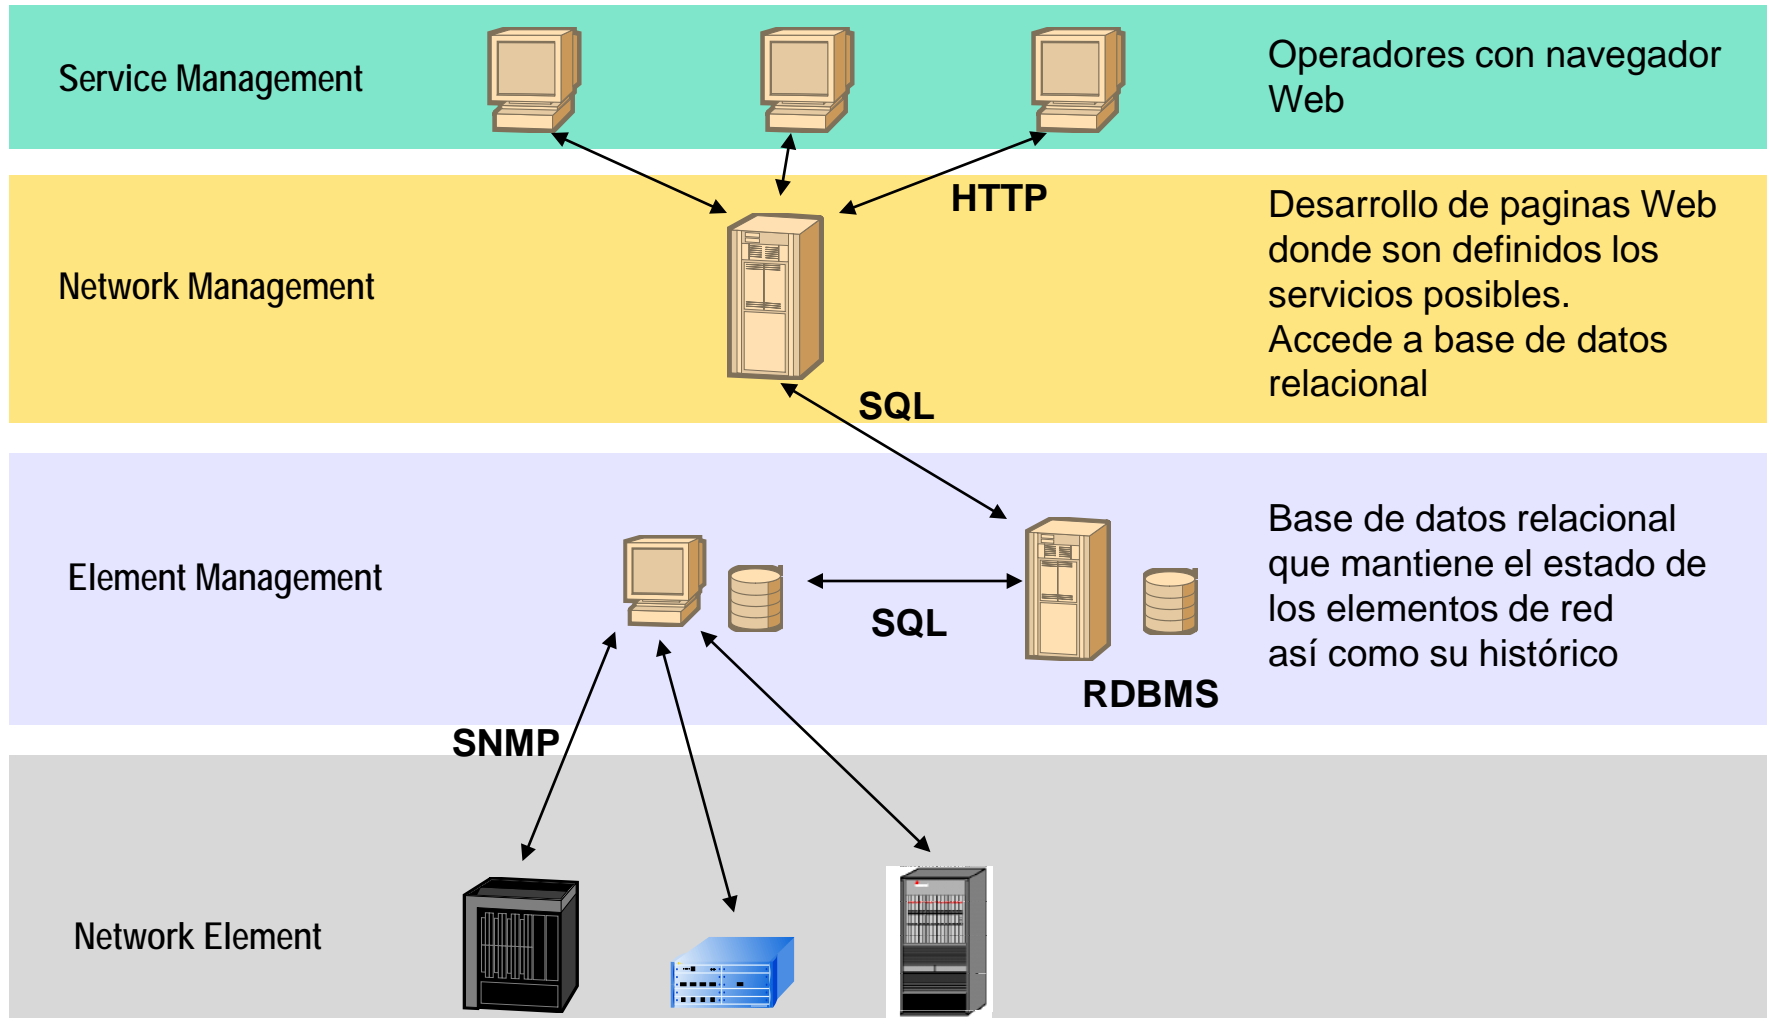 Service Management
Operadores con navegador
Web
HTTP
Network Management
Desarrollo de paginas Web
donde son definidos los
servicios posibles.
Accede a base de datos
relacional
SQL
Element Management
SQL
RDBMS
Base de datos relacional
que mantiene el estado de
los elementos de red
así como su histórico
SNMP
Network Element